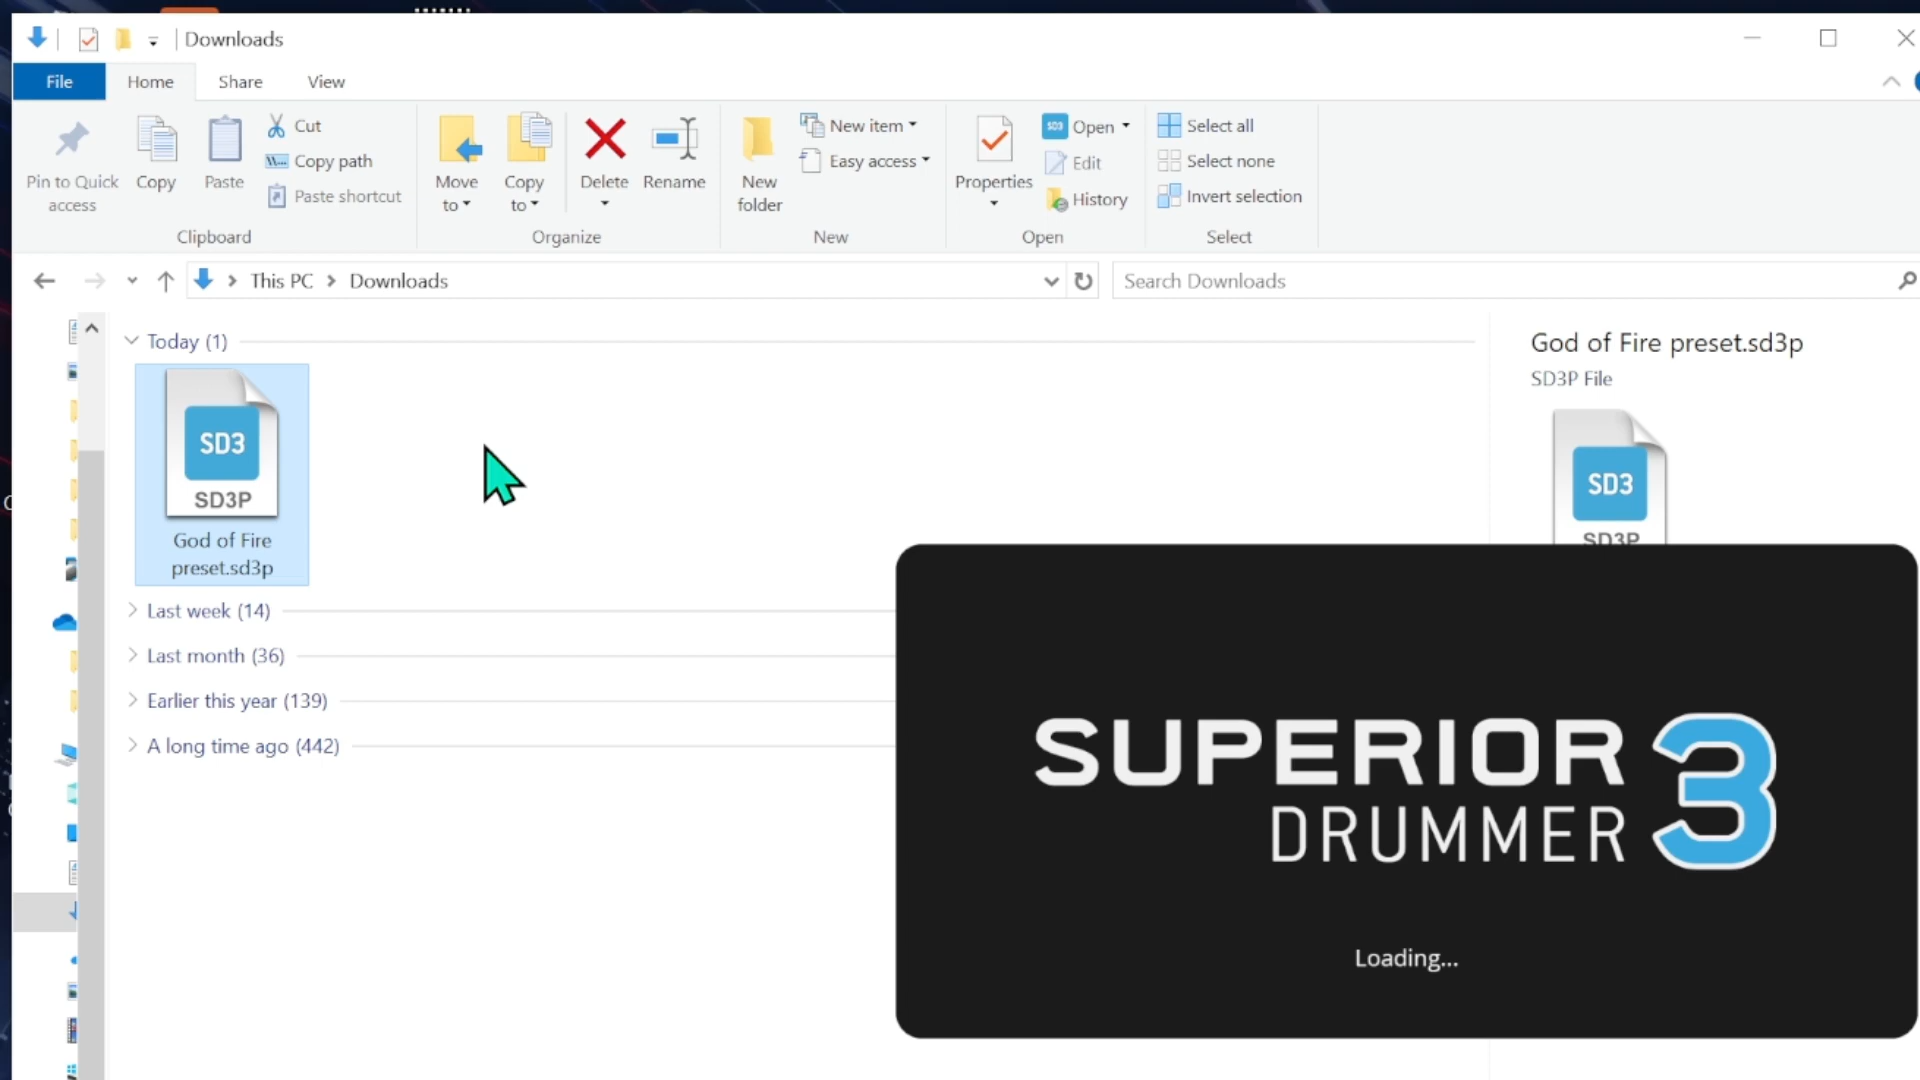 Downloads
File
Home
Share
View
Pin to Quick
access
Copy
Paste
Cut
Copy path
Paste shortcut
Clipboard
Move
to
Copy
to
Delete
Rename
Organize
New
folder
New item
Easy access
New
Properties
Open
Edit
History
Open
Select all
Select none
Invert selection
Select
This PC
Downloads
Search Downloads
Today (1)
SD3
SD3P
God of Fire
preset.sd3p
Last week (14)
Last month (36)
Earlier this year (139)
A long time ago (442)
God of Fire preset.sd3p
SD3P File
SD3
SD3P
SUPERIOR
DRUMMER 3
Loading...